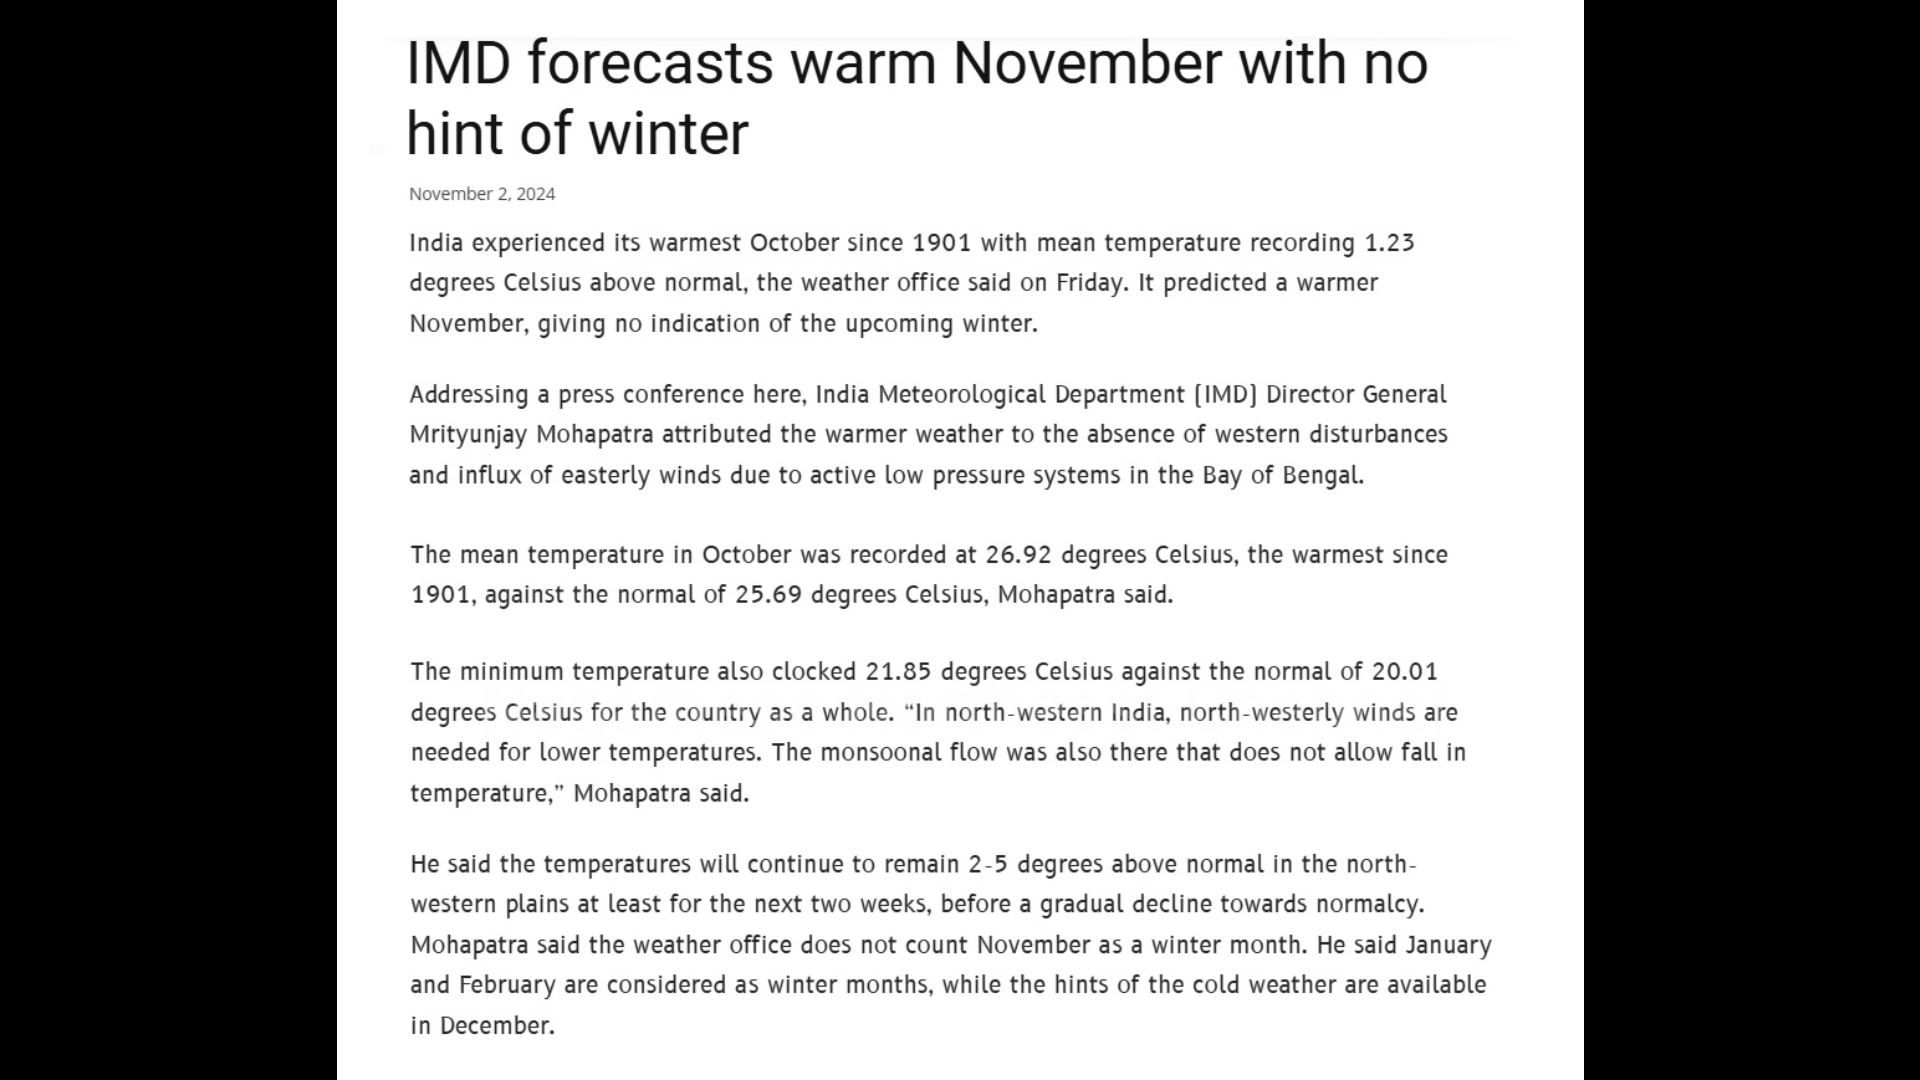 IMD forecasts warm November with no
hint of winter
November 2, 2024
India experienced its warmest October since 1901 with mean temperature recording 1.23
degrees Celsius above normal, the weather office said on Friday. It predicted a warmer
November, giving no indication of the upcoming winter.
Addressing a press conference here, India Meteorological Department (IMD) Director General
Mrityunjay Mohapatra attributed the warmer weather to the absence of western disturbances
and influx of easterly winds due to active low pressure systems in the Bay of Bengal.
The mean temperature in October was recorded at 26.92 degrees Celsius, the warmest since
1901, against the normal of 25.69 degrees Celsius, Mohapatra said.
The minimum temperature also clocked 21.85 degrees Celsius against the normal of 20.01
degrees Celsius for the country as a whole. “In north-western India, north-westerly winds are
needed for lower temperatures. The monsoonal flow was also there that does not allow fall in
temperature,” Mohapatra said.
He said the temperatures will continue to remain 2-5 degrees above normal in the north-
western plains at least for the next two weeks, before a gradual decline towards normalcy.
Mohapatra said the weather office does not count November as a winter month. He said January
and February are considered as winter months, while the hints of the cold weather are available
in December.